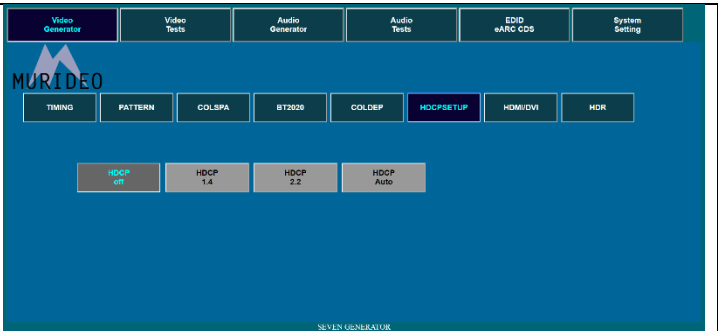 Video Generator
Video Tests
Audio Generator
Audio Tests
EDID eARC CDS
System Setting
MURIDEO
TIMING
PATTERN
COLSPA
BT2020
COLDEP
HDCPSETUP
HDMI/DVI
HDR
HDCP off
HDCP 1.4
HDCP 2.2
HDCP Auto
SEVEN GENERATOR